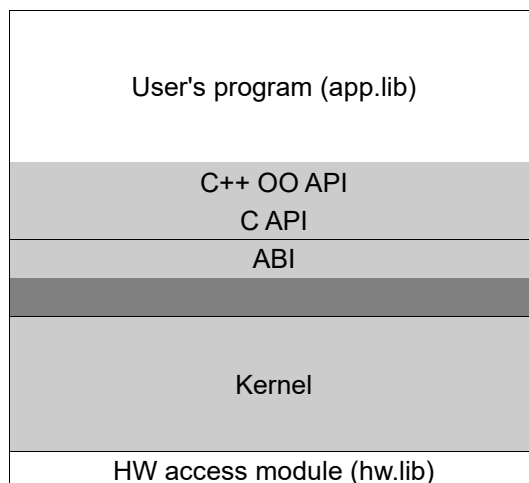 User's program (app.lib)
C++ OO API
C API
ABI
Kernel
HW access module (hw.lib)